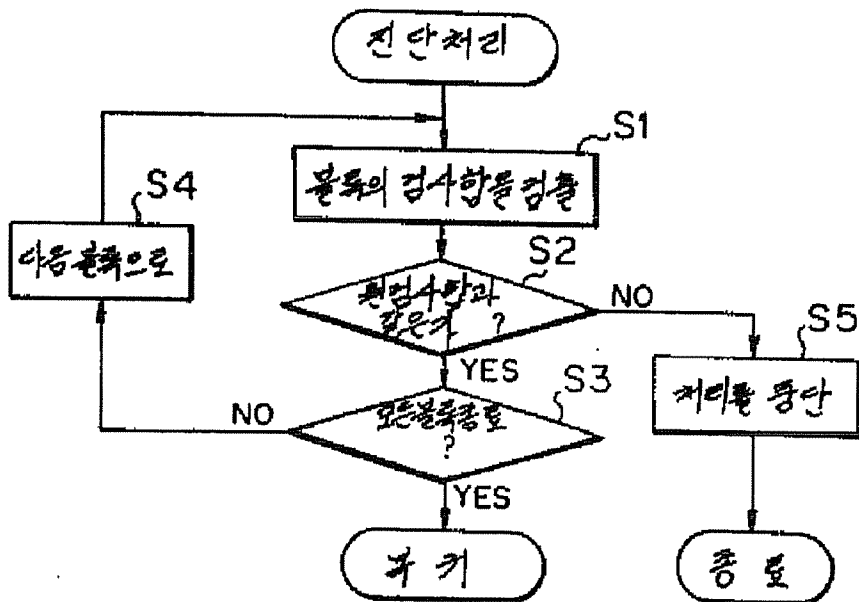 진단처리
S1
블록의 검사합을 검출
S4
다음 블록으로
S2
원검사합과
같은가 ?
NO
S5
YES
처리를 중단
S3
모든블록종료
?
NO
YES
복 귀
종 료